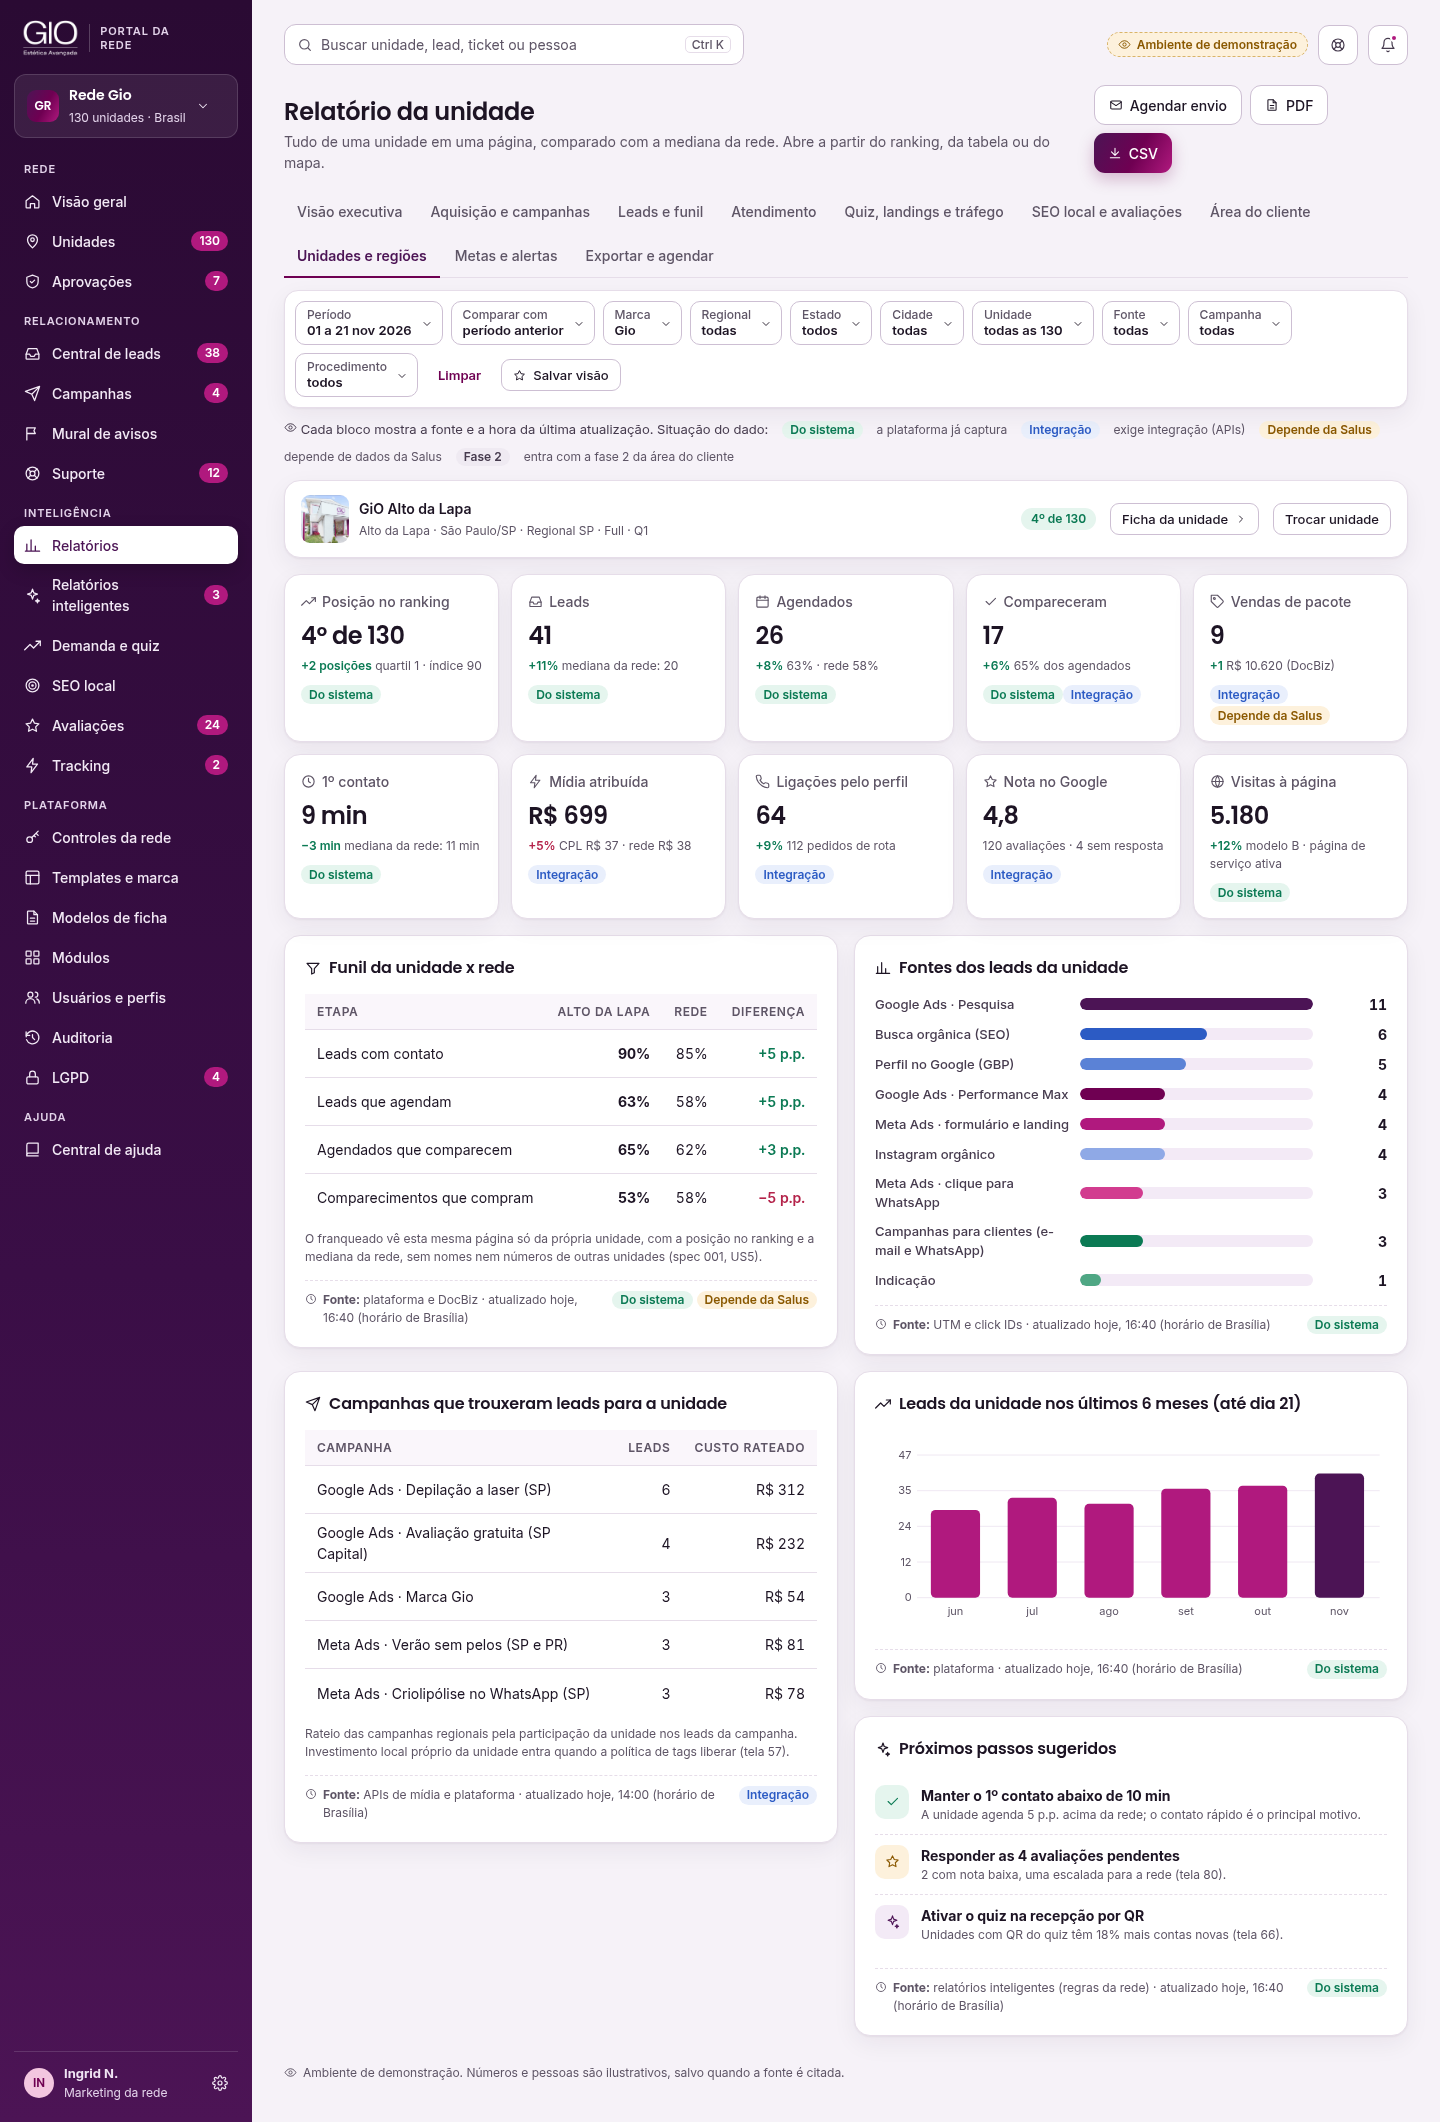 GIO
Estética Avançada
PORTAL DA
REDE
GR
Rede Gio
130 unidades · Brasil
REDE
Visão geral
Unidades 130
Aprovações 7
RELACIONAMENTO
Central de leads 38
Campanhas 4
Mural de avisos
Suporte 12
INTELIGÊNCIA
Relatórios
Relatórios
inteligentes 3
Demanda e quiz
SEO local
Avaliações 24
Tracking 2
PLATAFORMA
Controles da rede
Templates e marca
Modelos de ficha
Módulos
Usuários e perfis
Auditoria
LGPD 4
AJUDA
Central de ajuda
IN
Ingrid N.
Marketing da rede
Buscar unidade, lead, ticket ou pessoa Ctrl K
Ambiente de demonstração
Relatório da unidade
Tudo de uma unidade em uma página, comparado com a mediana da rede. Abre a partir do ranking, da tabela ou do
mapa.
Agendar envio PDF
CSV
Visão executiva Aquisição e campanhas Leads e funil Atendimento Quiz, landings e tráfego SEO local e avaliações Área do cliente
Unidades e regiões Metas e alertas Exportar e agendar
Período Comparar com Marca Regional Estado Cidade Unidade Fonte Campanha
01 a 21 nov 2026 período anterior Gio todas todos todas todas as 130 todas todas
Procedimento
todos
Limpar Salvar visão
Cada bloco mostra a fonte e a hora da última atualização. Situação do dado: Do sistema a plataforma já captura Integração exige integração (APIs) Depende da Salus
depende de dados da Salus Fase 2 entra com a fase 2 da área do cliente
GiO Alto da Lapa
Alto da Lapa · São Paulo/SP · Regional SP · Full · Q1
4º de 130 Ficha da unidade Trocar unidade
Posição no ranking
4º de 130
+2 posições quartil 1 · índice 90
Do sistema
Leads
41
+11% mediana da rede: 20
Do sistema
Agendados
26
+8% 63% · rede 58%
Do sistema
Compareceram
17
+6% 65% dos agendados
Do sistema Integração
Vendas de pacote
9
+1 R$ 10.620 (DocBiz)
Integração
Depende da Salus
1º contato
9 min
−3 min mediana da rede: 11 min
Do sistema
Mídia atribuída
R$ 699
+5% CPL R$ 37 · rede R$ 38
Integração
Ligações pelo perfil
64
+9% 112 pedidos de rota
Integração
Nota no Google
4,8
120 avaliações · 4 sem resposta
Integração
Visitas à página
5.180
+12% modelo B · página de
serviço ativa
Do sistema
Funil da unidade x rede
ETAPA ALTO DA LAPA REDE DIFERENÇA
Leads com contato 90% 85% +5 p.p.
Leads que agendam 63% 58% +5 p.p.
Agendados que comparecem 65% 62% +3 p.p.
Comparecimentos que compram 53% 58% −5 p.p.
O franqueado vê esta mesma página só da própria unidade, com a posição no ranking e a
mediana da rede, sem nomes nem números de outras unidades (spec 001, US5).
Fonte: plataforma e DocBiz · atualizado hoje,
16:40 (horário de Brasília)
Do sistema Depende da Salus
Fontes dos leads da unidade
Google Ads · Pesquisa 11
Busca orgânica (SEO) 6
Perfil no Google (GBP) 5
Google Ads · Performance Max 4
Meta Ads · formulário e landing 4
Instagram orgânico 4
Meta Ads · clique para
WhatsApp 3
Campanhas para clientes (e-
mail e WhatsApp) 3
Indicação 1
Fonte: UTM e click IDs · atualizado hoje, 16:40 (horário de Brasília) Do sistema
Campanhas que trouxeram leads para a unidade
CAMPANHA LEADS CUSTO RATEADO
Google Ads · Depilação a laser (SP) 6 R$ 312
Google Ads · Avaliação gratuita (SP
Capital) 4 R$ 232
Google Ads · Marca Gio 3 R$ 54
Meta Ads · Verão sem pelos (SP e PR) 3 R$ 81
Meta Ads · Criolipólise no WhatsApp (SP) 3 R$ 78
Rateio das campanhas regionais pela participação da unidade nos leads da campanha.
Investimento local próprio da unidade entra quando a política de tags liberar (tela 57).
Fonte: APIs de mídia e plataforma · atualizado hoje, 14:00 (horário de
Brasília)
Integração
Leads da unidade nos últimos 6 meses (até dia 21)
47
35
24
12
0
jun jul ago set out nov
Fonte: plataforma · atualizado hoje, 16:40 (horário de Brasília) Do sistema
Próximos passos sugeridos
Manter o 1º contato abaixo de 10 min
A unidade agenda 5 p.p. acima da rede; o contato rápido é o principal motivo.
Responder as 4 avaliações pendentes
2 com nota baixa, uma escalada para a rede (tela 80).
Ativar o quiz na recepção por QR
Unidades com QR do quiz têm 18% mais contas novas (tela 66).
Fonte: relatórios inteligentes (regras da rede) · atualizado hoje, 16:40
(horário de Brasília)
Do sistema
Ambiente de demonstração. Números e pessoas são ilustrativos, salvo quando a fonte é citada.